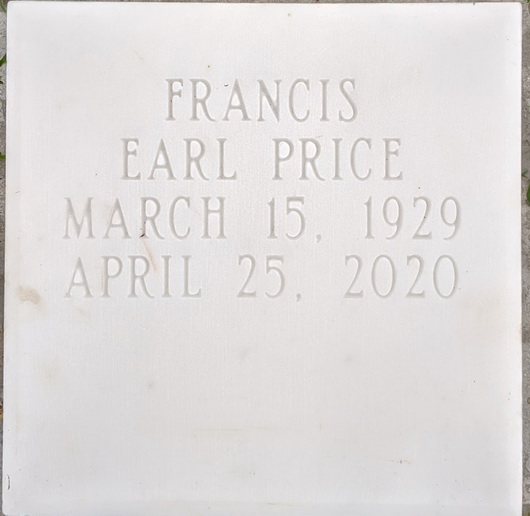 FRANCIS
EARL PRICE
MARCH 15, 1929
APRIL 25, 2020